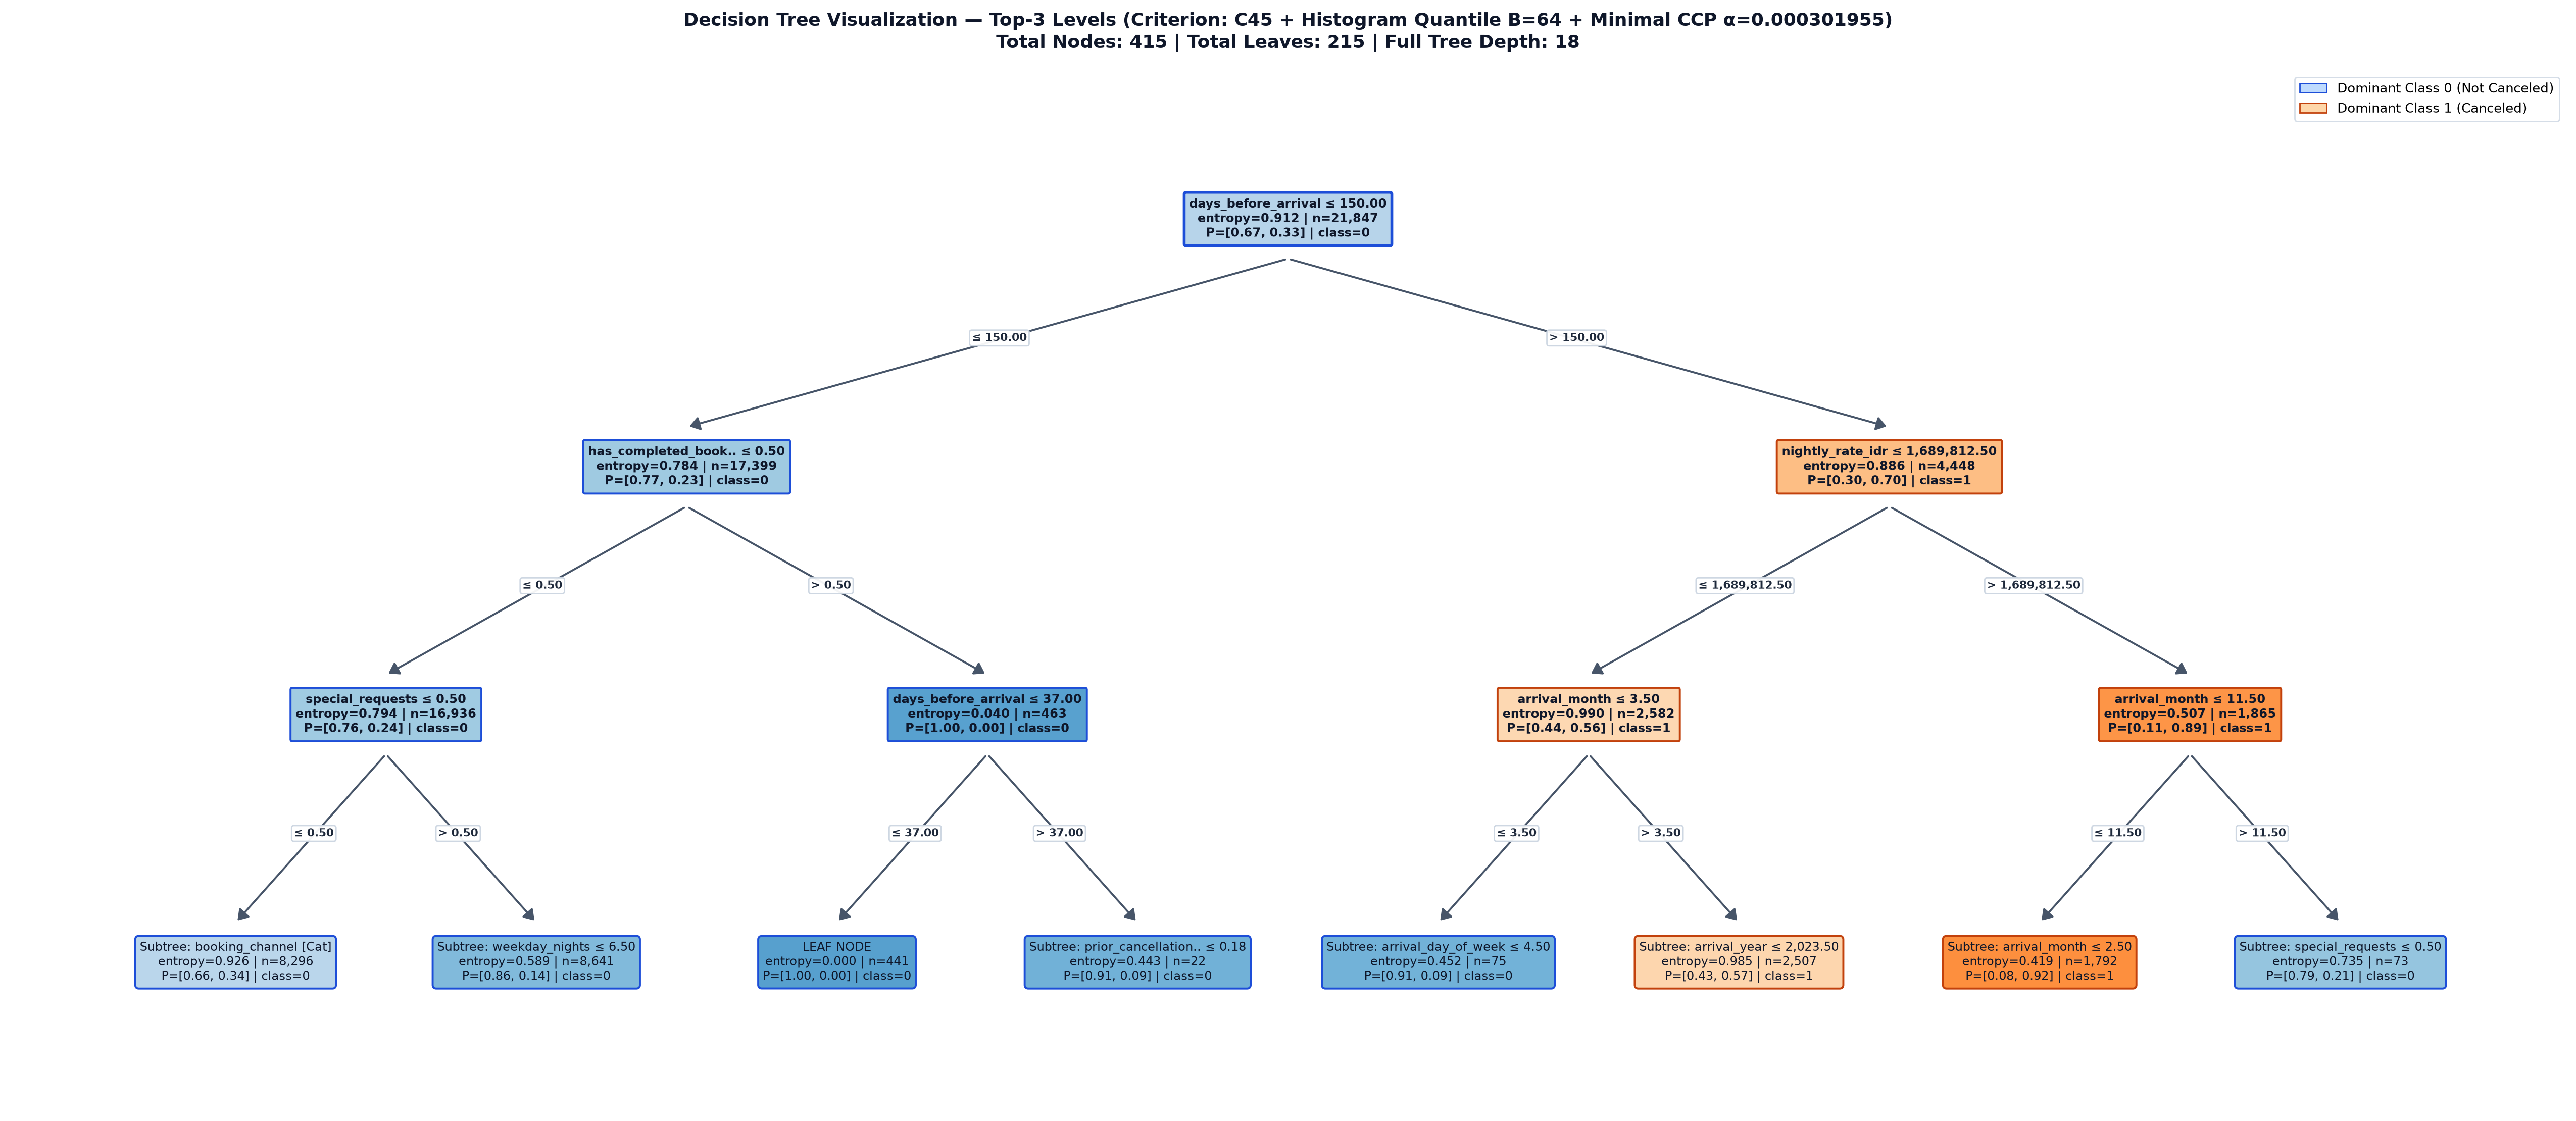 Decision Tree Visualization — Top-3 Levels (Criterion: C45 + Histogram Quantile B=64 + Minimal CCP α=0.000301955)
Total Nodes: 415 | Total Leaves: 215 | Full Tree Depth: 18
Dominant Class 0 (Not Canceled)
Dominant Class 1 (Canceled)
days_before_arrival ≤ 150.00
entropy=0.912 | n=21,847
P=[0.67, 0.33] | class=0
≤ 150.00
> 150.00
has_completed_book.. ≤ 0.50
entropy=0.784 | n=17,399
P=[0.77, 0.23] | class=0
nightly_rate_idr ≤ 1,689,812.50
entropy=0.886 | n=4,448
P=[0.30, 0.70] | class=1
≤ 0.50
> 0.50
≤ 1,689,812.50
> 1,689,812.50
special_requests ≤ 0.50
entropy=0.794 | n=16,936
P=[0.76, 0.24] | class=0
days_before_arrival ≤ 37.00
entropy=0.040 | n=463
P=[1.00, 0.00] | class=0
arrival_month ≤ 3.50
entropy=0.990 | n=2,582
P=[0.44, 0.56] | class=1
arrival_month ≤ 11.50
entropy=0.507 | n=1,865
P=[0.11, 0.89] | class=1
≤ 0.50
> 0.50
≤ 37.00
> 37.00
≤ 3.50
> 3.50
≤ 11.50
> 11.50
Subtree: booking_channel [Cat]
entropy=0.926 | n=8,296
P=[0.66, 0.34] | class=0
Subtree: weekday_nights ≤ 6.50
entropy=0.589 | n=8,641
P=[0.86, 0.14] | class=0
LEAF NODE
entropy=0.000 | n=441
P=[1.00, 0.00] | class=0
Subtree: prior_cancellation.. ≤ 0.18
entropy=0.443 | n=22
P=[0.91, 0.09] | class=0
Subtree: arrival_day_of_week ≤ 4.50
entropy=0.452 | n=75
P=[0.91, 0.09] | class=0
Subtree: arrival_year ≤ 2,023.50
entropy=0.985 | n=2,507
P=[0.43, 0.57] | class=1
Subtree: arrival_month ≤ 2.50
entropy=0.419 | n=1,792
P=[0.08, 0.92] | class=1
Subtree: special_requests ≤ 0.50
entropy=0.735 | n=73
P=[0.79, 0.21] | class=0